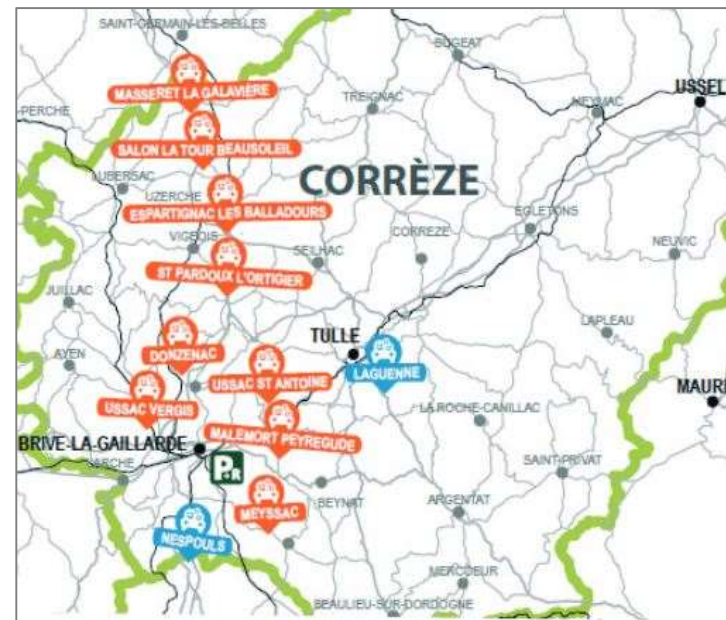 SAINT-GERMAIN-LES-BELLES
BUGEAT
MASSERET LA GALAVIERE
USSEL
-PERCHE
TREIGNAC
MEYMAC
SALON LA TOUR BEAUSOLEIL
CORRÈZE
LUBERSAC
UZERCHE
ESPARTIGNAC LES BALLADOURS
EGLETONS
VIGEOIS
CORREZE
NEUVIC
SEILHAC
ST PARDOUX L'ORTIGIER
JUILLAC
LAPLEAU
TULLE
DONZENAC
AYEN
LAGUENNE
USSAC ST ANTOINE
MAURI
USSAC VERGIS
LA ROCHE-CANILLAC
MALEMORT PEYREGUDE
BRIVE-LA-GAILLARDE
SAINT-PRIVAT
ARCHE
P+R
BEYNAT
MEYSSAC
ARGENTAT
NESPOULS
MERCOEUR
BEAULIEU-SUR-DORDOGNE